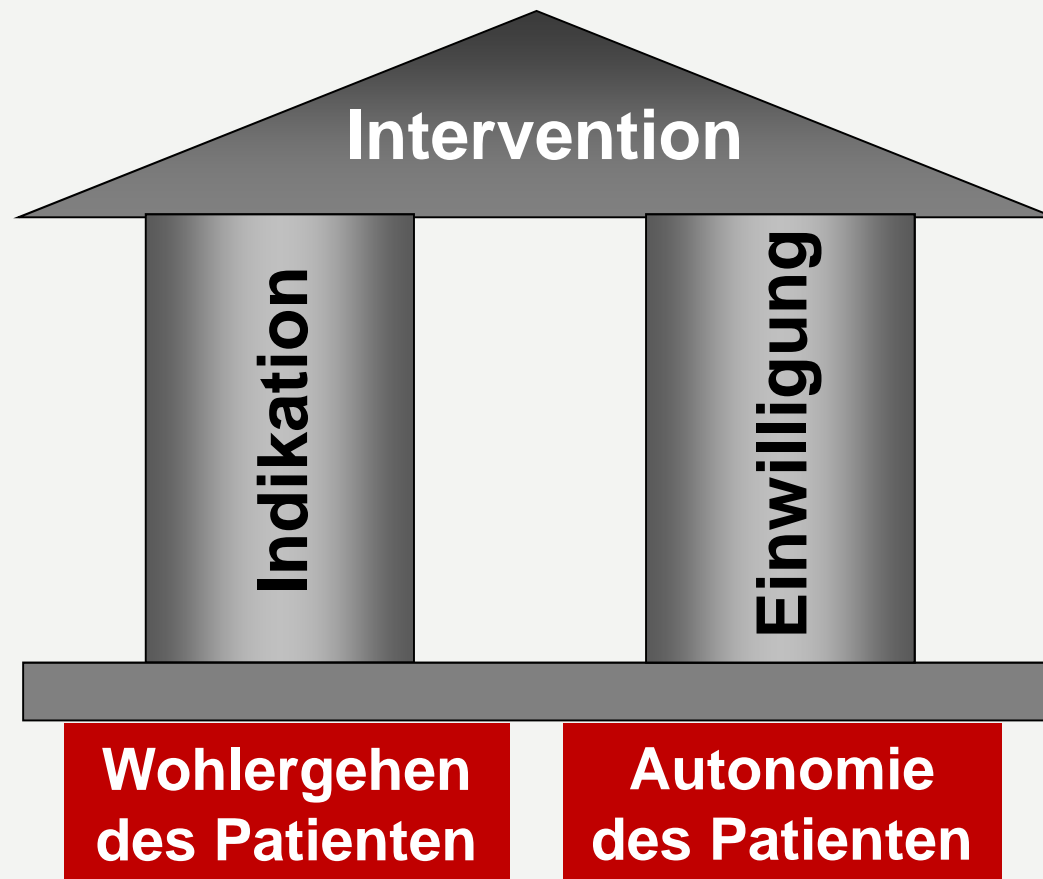 Intervention
Indikation
Einwilligung
Wohlergehen
des Patienten
Autonomie
des Patienten